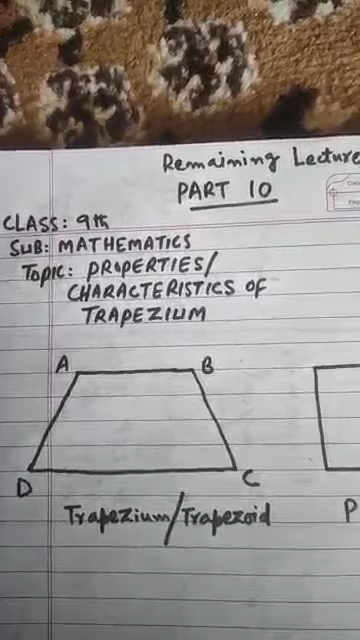 Remaining Lecture
PART 10
CLASS: 9th
SUB: MATHEMATICS
TOPIC: PROPERTIES/
CHARACTERISTICS OF
TRAPEZIUM
A B
D C
Trapezium/Trapezoid
P